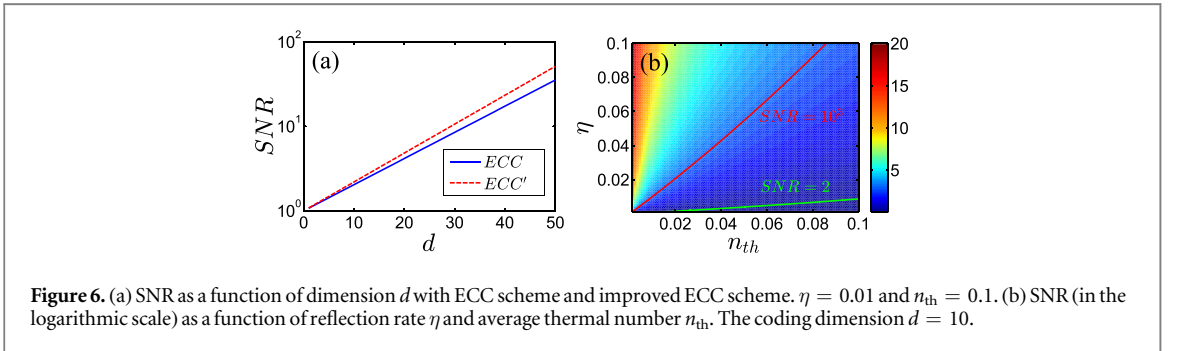 (a)
10^2
10^1
10^0
SNR
0 10 20 30 40 50
d
ECC
ECC′
(b)
0.1
0.08
0.06
0.04
0.02
η
0.02 0.04 0.06 0.08 0.1
n_th
SNR = 10
SNR = 2
20
15
10
5
Figure 6. (a) SNR as a function of dimension d with ECC scheme and improved ECC scheme. η = 0.01 and n_th = 0.1. (b) SNR (in the
logarithmic scale) as a function of reflection rate η and average thermal number n_th. The coding dimension d = 10.